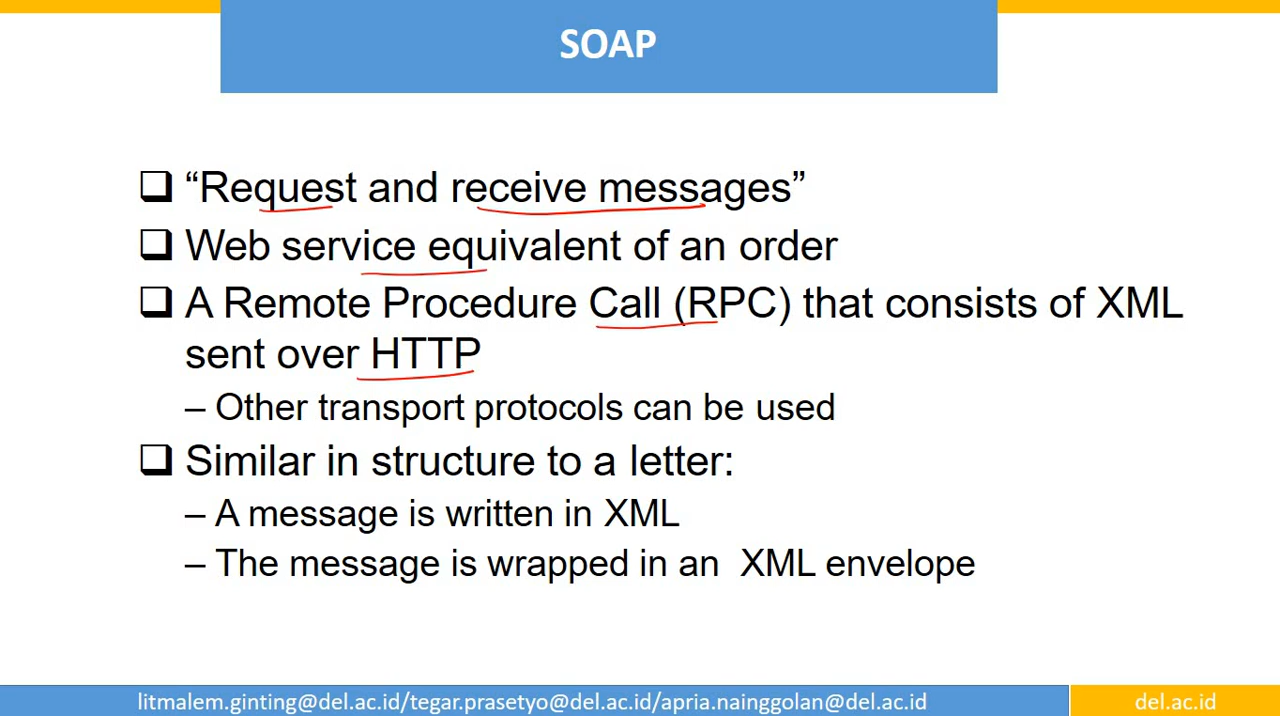 SOAP
❑ “Request and receive messages”
❑ Web service equivalent of an order
❑ A Remote Procedure Call (RPC) that consists of XML
sent over HTTP
– Other transport protocols can be used
❑ Similar in structure to a letter:
– A message is written in XML
– The message is wrapped in an XML envelope
litmalem.ginting@del.ac.id/tegar.prasetyo@del.ac.id/apria.nainggolan@del.ac.id
del.ac.id